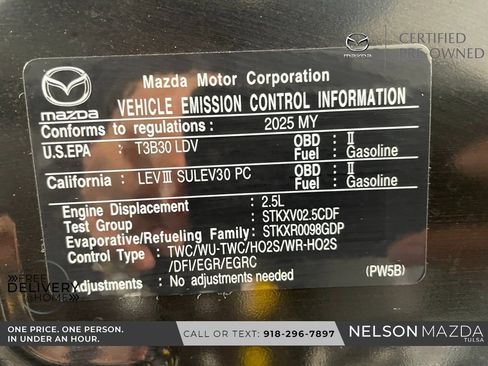 CERTIFIED
PRE-OWNED
mazda
Mazda Motor Corporation
VEHICLE EMISSION CONTROL INFORMATION
Conforms to regulations: 2025 MY
U.S.EPA : T3B30 LDV OBD : II
Fuel : Gasoline
California : LEVIII SULEV30 PC OBD : II
Fuel : Gasoline
Engine Displacement : 2.5L
Test Group : STKXV02.5CDF
Evaporative/Refueling Family : STKXR0098GDP
Control Type : TWC/WU-TWC/HO2S/WR-HO2S
/DFI/EGR/EGRC
Adjustments : No adjustments needed (PW5B)
FREE
DELIVERY
@HOME
ONE PRICE. ONE PERSON.
IN UNDER AN HOUR.
CALL OR TEXT: 918-296-7897
NELSON MAZDA
TULSA